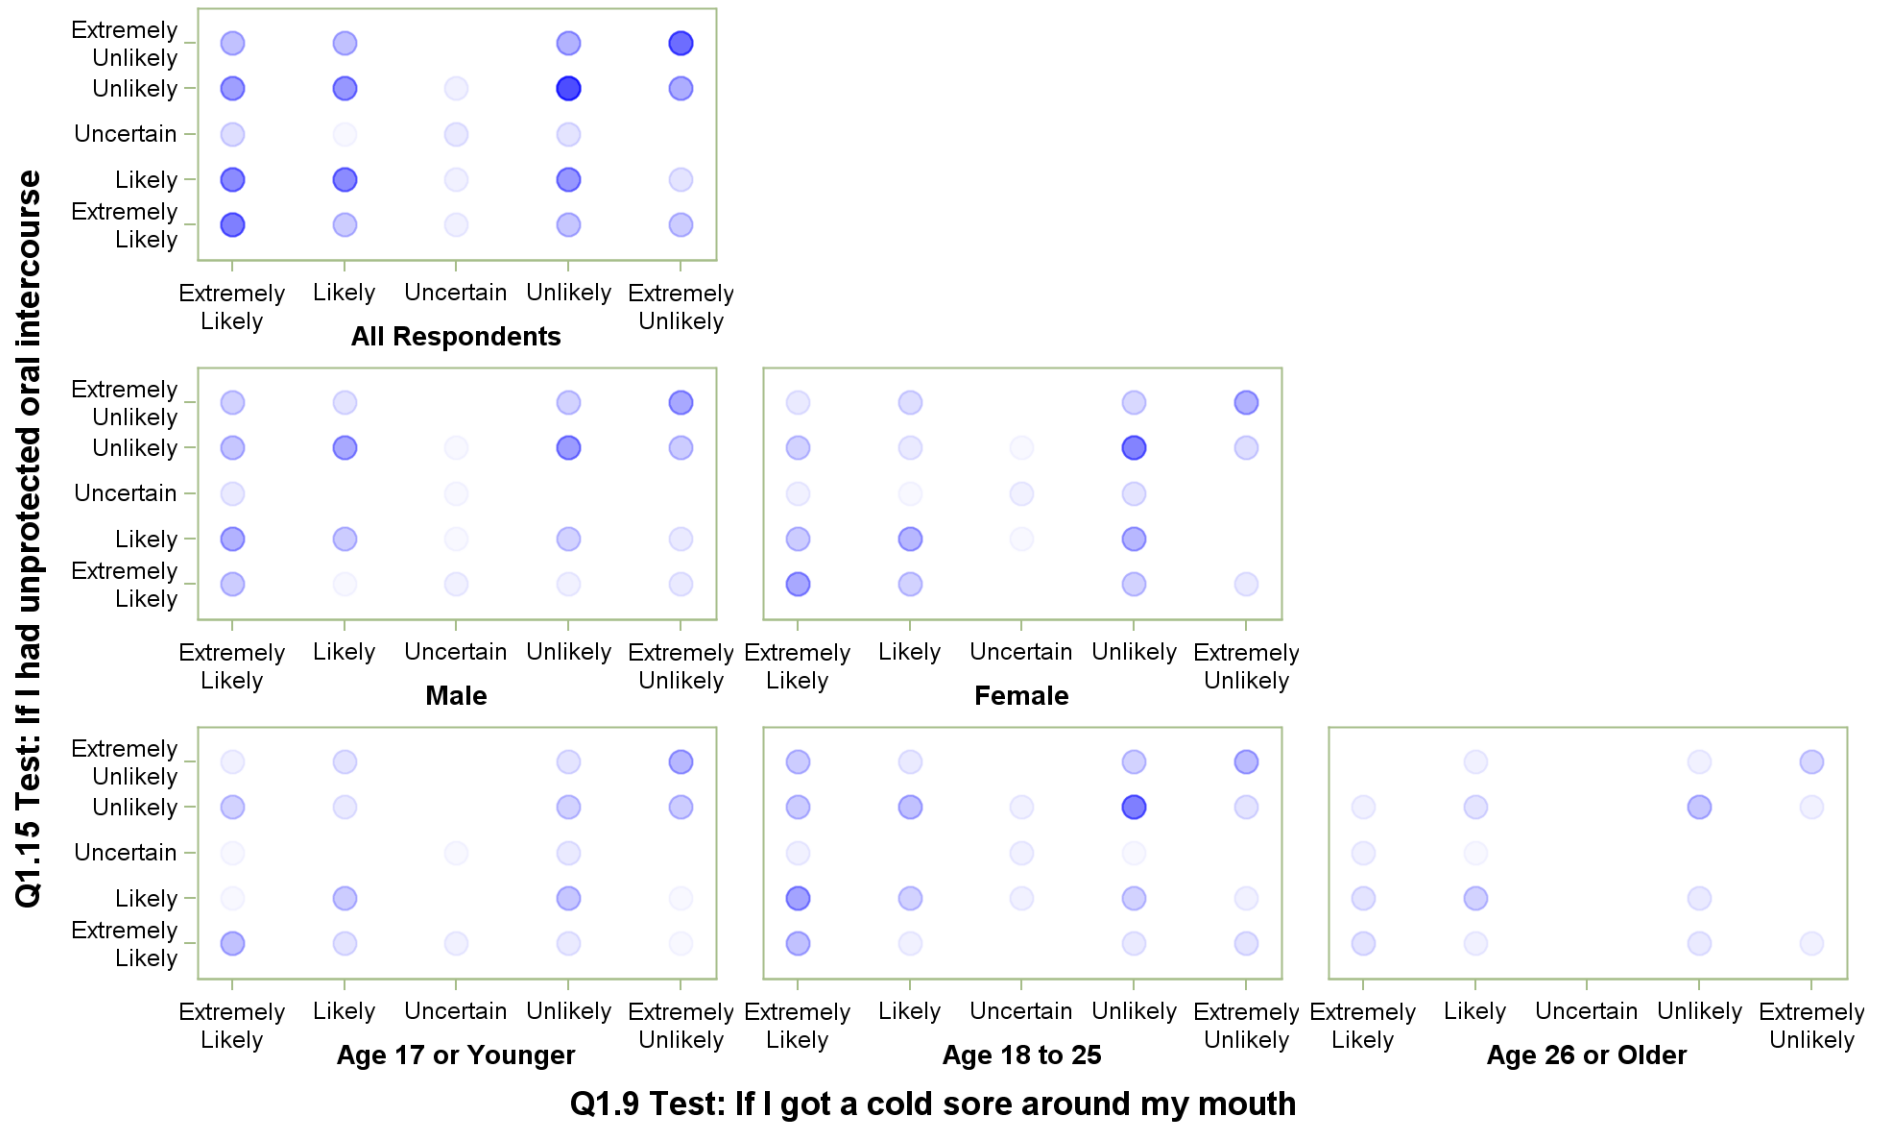 Q1.15 Test: If I had unprotected oral intercourse
Extremely
Unlikely
Unlikely
Uncertain
Likely
Extremely
Likely
Extremely Likely Uncertain Unlikely Extremely
Likely Unlikely
All Respondents
Extremely
Unlikely
Unlikely
Uncertain
Likely
Extremely
Likely
Extremely Likely Uncertain Unlikely Extremely Extremely Likely Uncertain Unlikely Extremely
Likely Unlikely Likely Unlikely
Male Female
Extremely
Unlikely
Unlikely
Uncertain
Likely
Extremely
Likely
Extremely Likely Uncertain Unlikely Extremely Extremely Likely Uncertain Unlikely Extremely Extremely Likely Uncertain Unlikely Extremely
Likely Unlikely Likely Unlikely Likely Unlikely
Age 17 or Younger Age 18 to 25 Age 26 or Older
Q1.9 Test: If I got a cold sore around my mouth